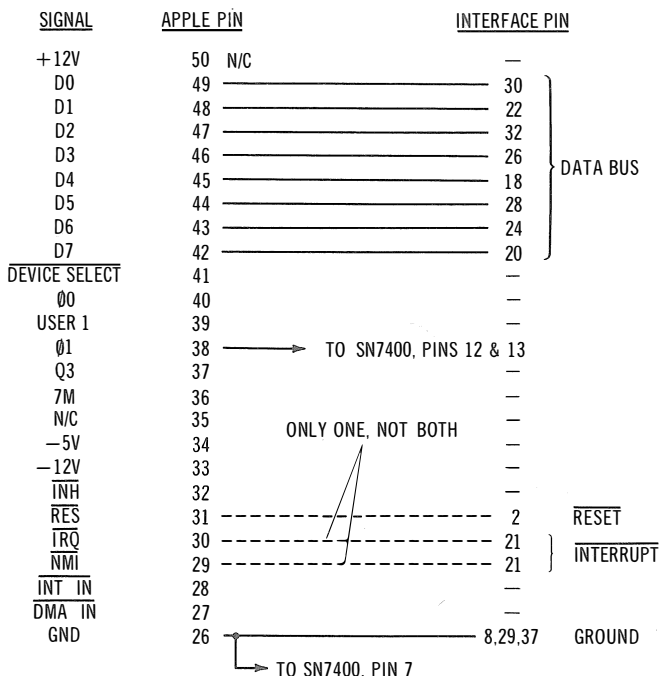 SIGNAL APPLE PIN INTERFACE PIN
+12V 50 N/C —
D0 49 30
D1 48 22
D2 47 32
D3 46 26
D4 45 18
DATA BUS
D5 44 28
D6 43 24
D7 42 20
DEVICE SELECT 41 —
Ø0 40 —
USER 1 39 —
Ø1 38 TO SN7400, PINS 12 & 13
Q3 37 —
7M 36 —
N/C 35 —
ONLY ONE, NOT BOTH
−5V 34 —
−12V 33 —
INH 32 —
RES 31 2 RESET
IRQ 30 21
INTERRUPT
NMI 29 21
INT IN 28 —
DMA IN 27 —
GND 26 8,29,37 GROUND
TO SN7400, PIN 7